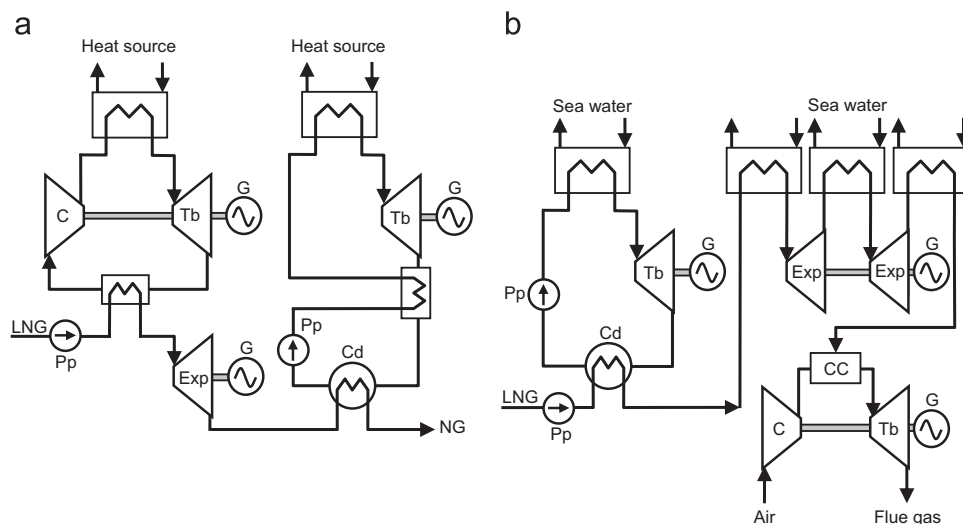 a
Heat source
Heat source
C
Tb
G
Tb
G
LNG
Pp
Exp
G
Pp
Cd
NG
b
Sea water
Sea water
Pp
Tb
G
Exp
Exp
G
LNG
Pp
Cd
CC
C
Tb
G
Air
Flue gas